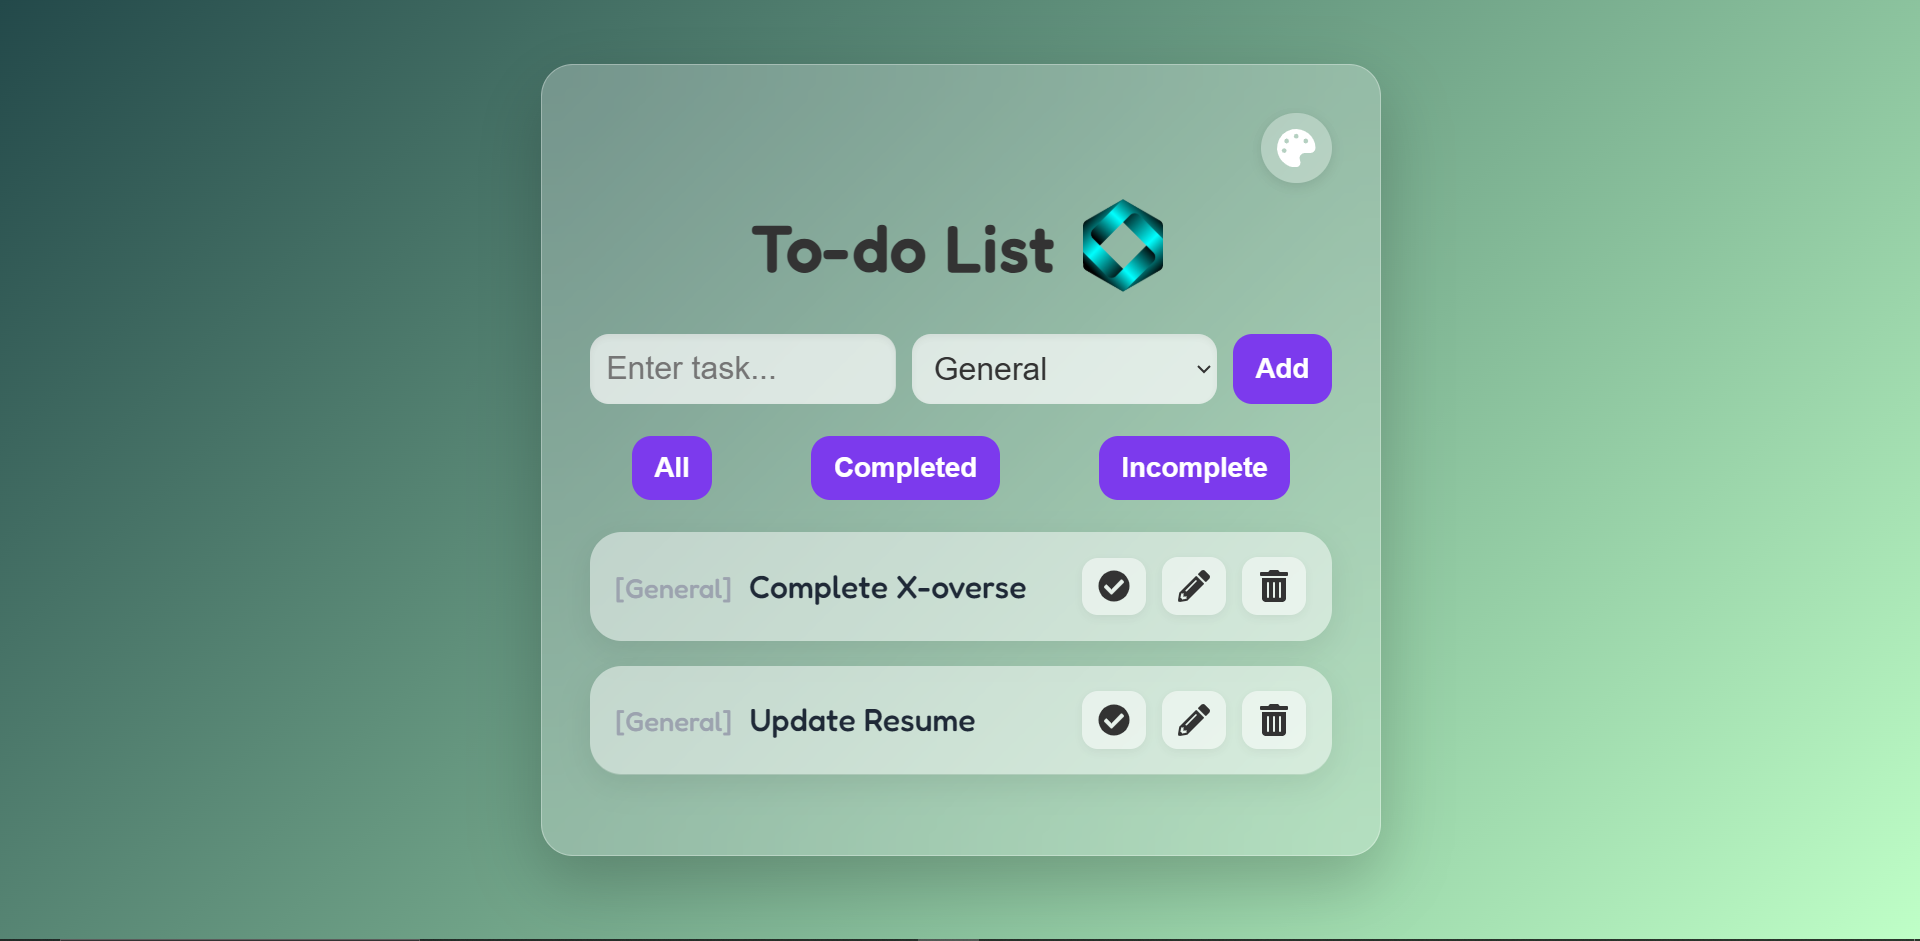 To-do List
Enter task...
General
Add
All
Completed
Incomplete
[General] Complete X-overse
[General] Update Resume